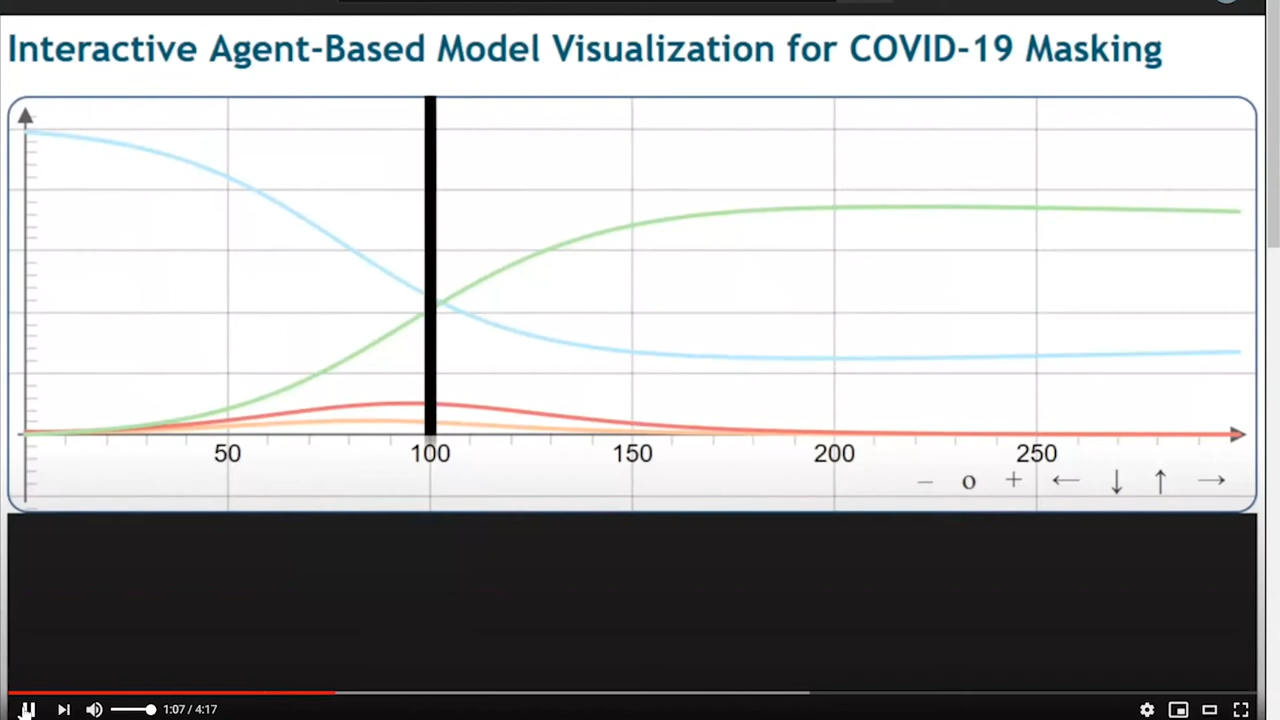 Interactive Agent-Based Model Visualization for COVID-19 Masking
50 100 150 200 250
– o + ← ↓ ↑ →
1:07 / 4:17